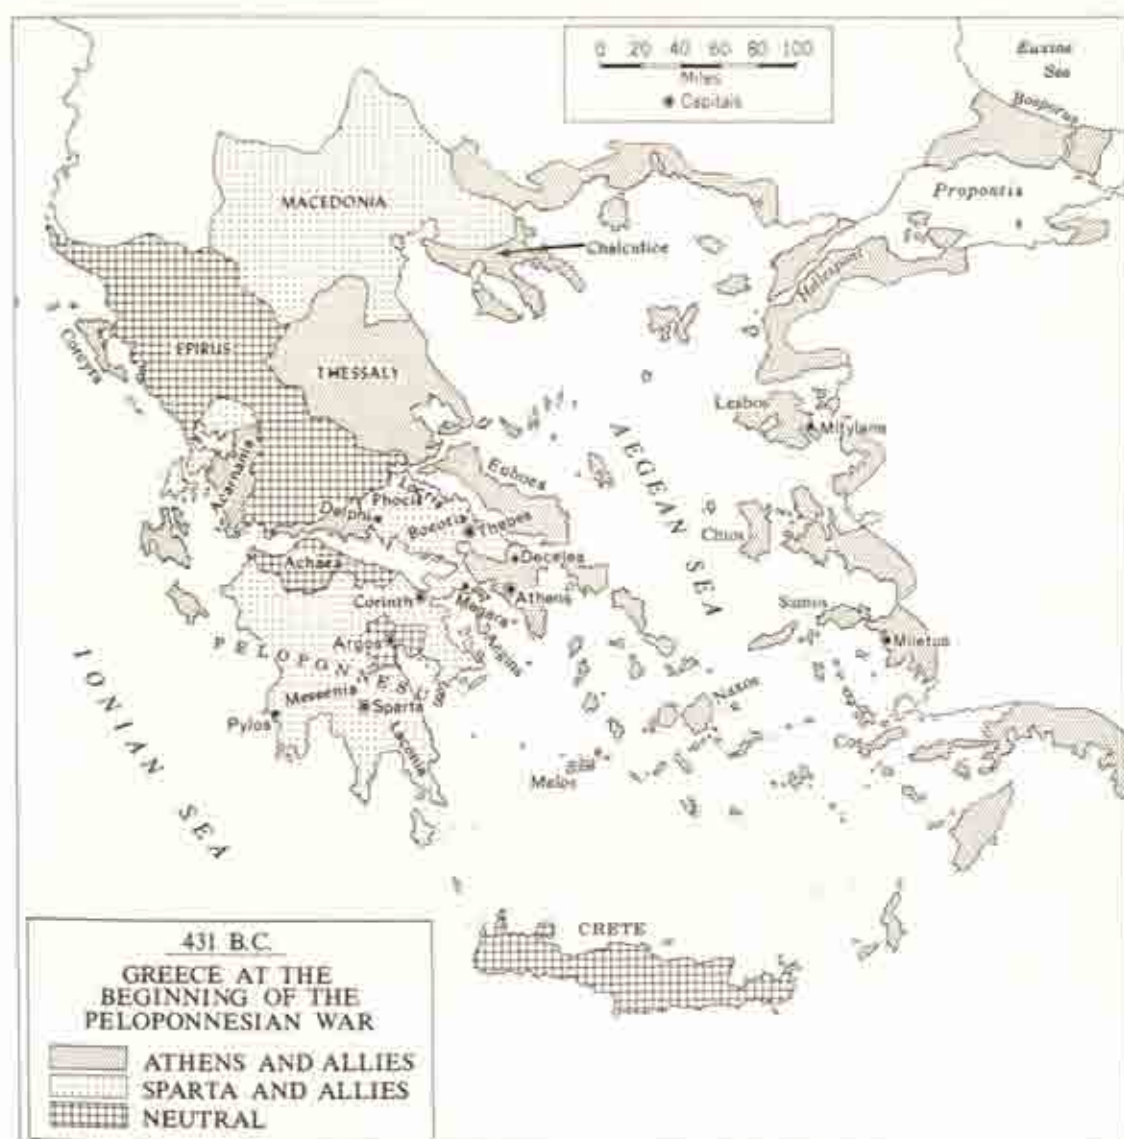 0 20 40 60 80 100
Miles
Capitals
Euxine
Sea
Bosporus
Propontis
MACEDONIA
Chalcidice
Hellespont
EPIRUS
THESSALY
Corcyra
Lesbos
Mitylene
AEGEAN SEA
Euboea
Acarnania
Locris
Phocis
Delphi
Boeotia
Thebes
Chios
Decelea
Achaea
Athens
Corinth
Megara
Samos
Argos
Aegina
Miletus
PELOPONNESUS
Messenia
Sparta
Naxos
Pylos
Laconia
Cos
Melos
IONIAN SEA
CRETE
431 B.C.
GREECE AT THE
BEGINNING OF THE
PELOPONNESIAN WAR
ATHENS AND ALLIES
SPARTA AND ALLIES
NEUTRAL